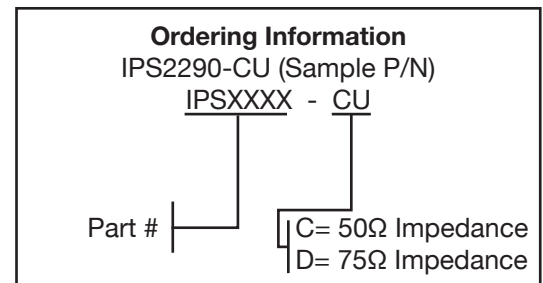 Ordering Information
IPS2290-CU (Sample P/N)
IPSXXXX - CU
Part #
C= 50Ω Impedance
D= 75Ω Impedance